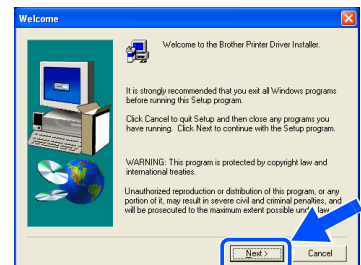 Welcome
Welcome to the Brother Printer Driver Installer.
It is strongly recommended that you exit all Windows programs
before running this Setup program.
Click Cancel to quit Setup and then close any programs you
have running. Click Next to continue with the Setup program.
WARNING: This program is protected by copyright law and
international treaties.
Unauthorized reproduction or distribution of this program, or any
portion of it, may result in severe civil and criminal penalties, and
will be prosecuted to the maximum extent possible under law.
Next >
Cancel